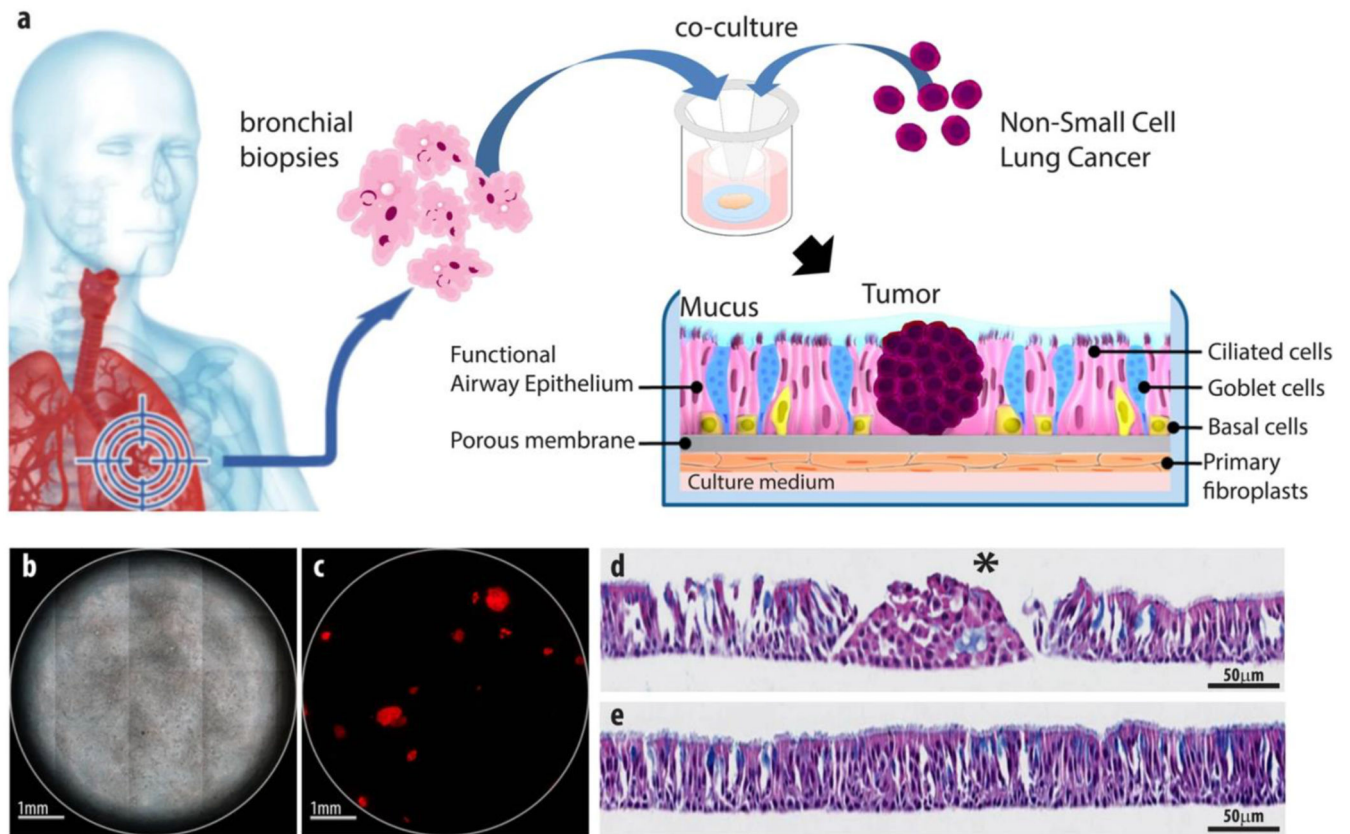 a
co-culture
bronchial
biopsies
Non-Small Cell
Lung Cancer
Mucus
Tumor
Functional
Airway Epithelium
Porous membrane
Culture medium
Ciliated cells
Goblet cells
Basal cells
Primary
fibroplasts
b
1mm
c
1mm
d
*
50μm
e
50μm